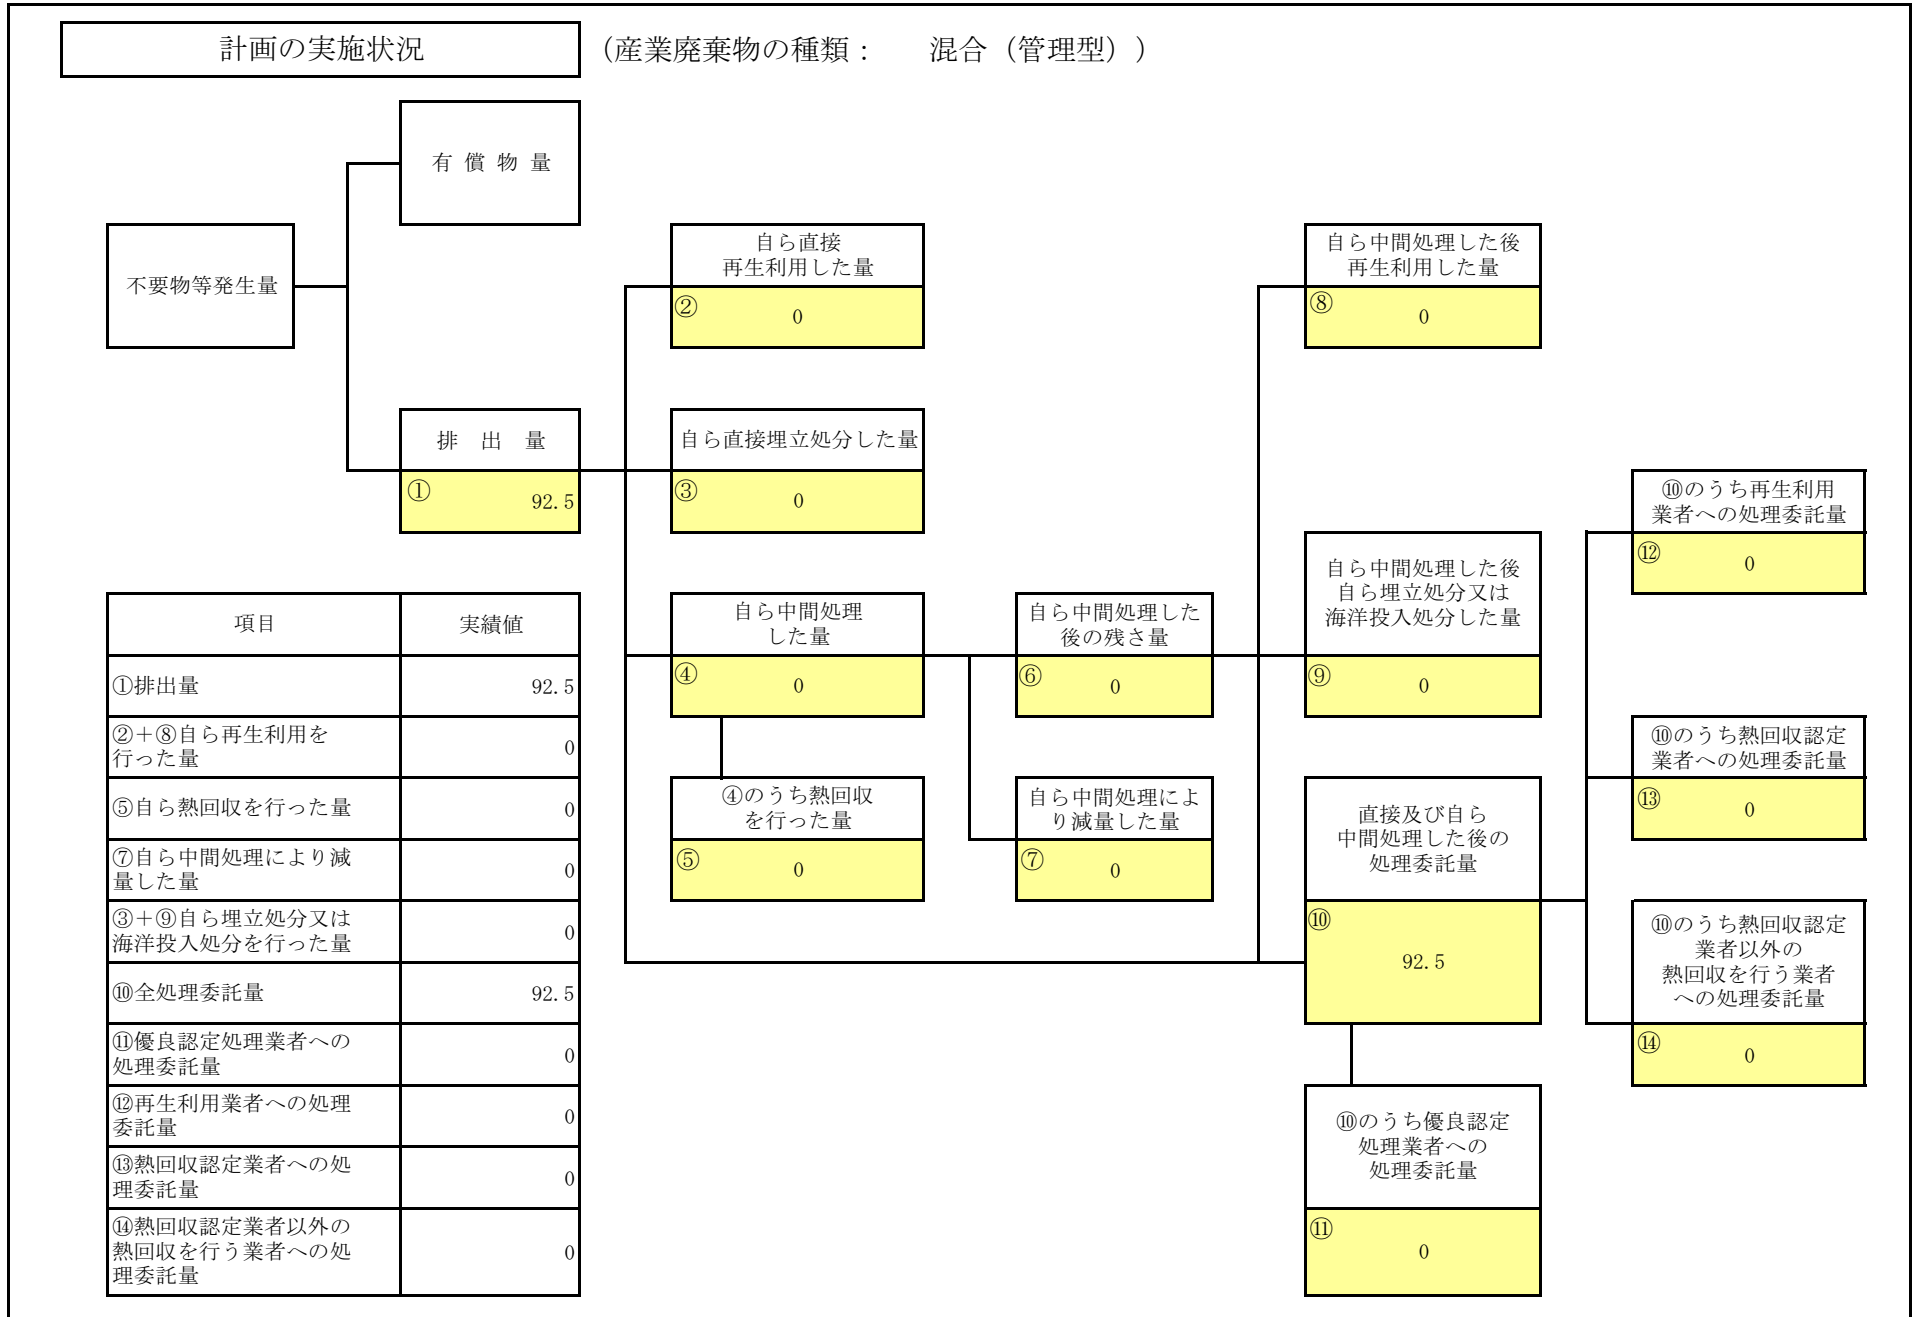 計画の実施状況
（産業廃棄物の種類：　　混合（管理型））
有 償 物 量
不要物等発生量
自ら直接
再生利用した量
②
0
自ら中間処理した後
再生利用した量
⑧
0
排　出　量
①
92.5
自ら直接埋立処分した量
③
0
⑩のうち再生利用
業者への処理委託量
⑫
0
自ら中間処理した後
自ら埋立処分又は
海洋投入処分した量
⑨
0
自ら中間処理
した量
④
0
自ら中間処理した
後の残さ量
⑥
0
④のうち熱回収
を行った量
⑤
0
自ら中間処理によ
り減量した量
⑦
0
直接及び自ら
中間処理した後の
処理委託量
⑩
92.5
⑩のうち熱回収認定
業者への処理委託量
⑬
0
⑩のうち熱回収認定
業者以外の
熱回収を行う業者
への処理委託量
⑭
0
⑩のうち優良認定
処理業者への
処理委託量
⑪
0
項目
実績値
①排出量
92.5
②＋⑧自ら再生利用を
行った量
0
⑤自ら熱回収を行った量
0
⑦自ら中間処理により減
量した量
0
③＋⑨自ら埋立処分又は
海洋投入処分を行った量
0
⑩全処理委託量
92.5
⑪優良認定処理業者への
処理委託量
0
⑫再生利用業者への処理
委託量
0
⑬熱回収認定業者への処
理委託量
0
⑭熱回収認定業者以外の
熱回収を行う業者への処
理委託量
0